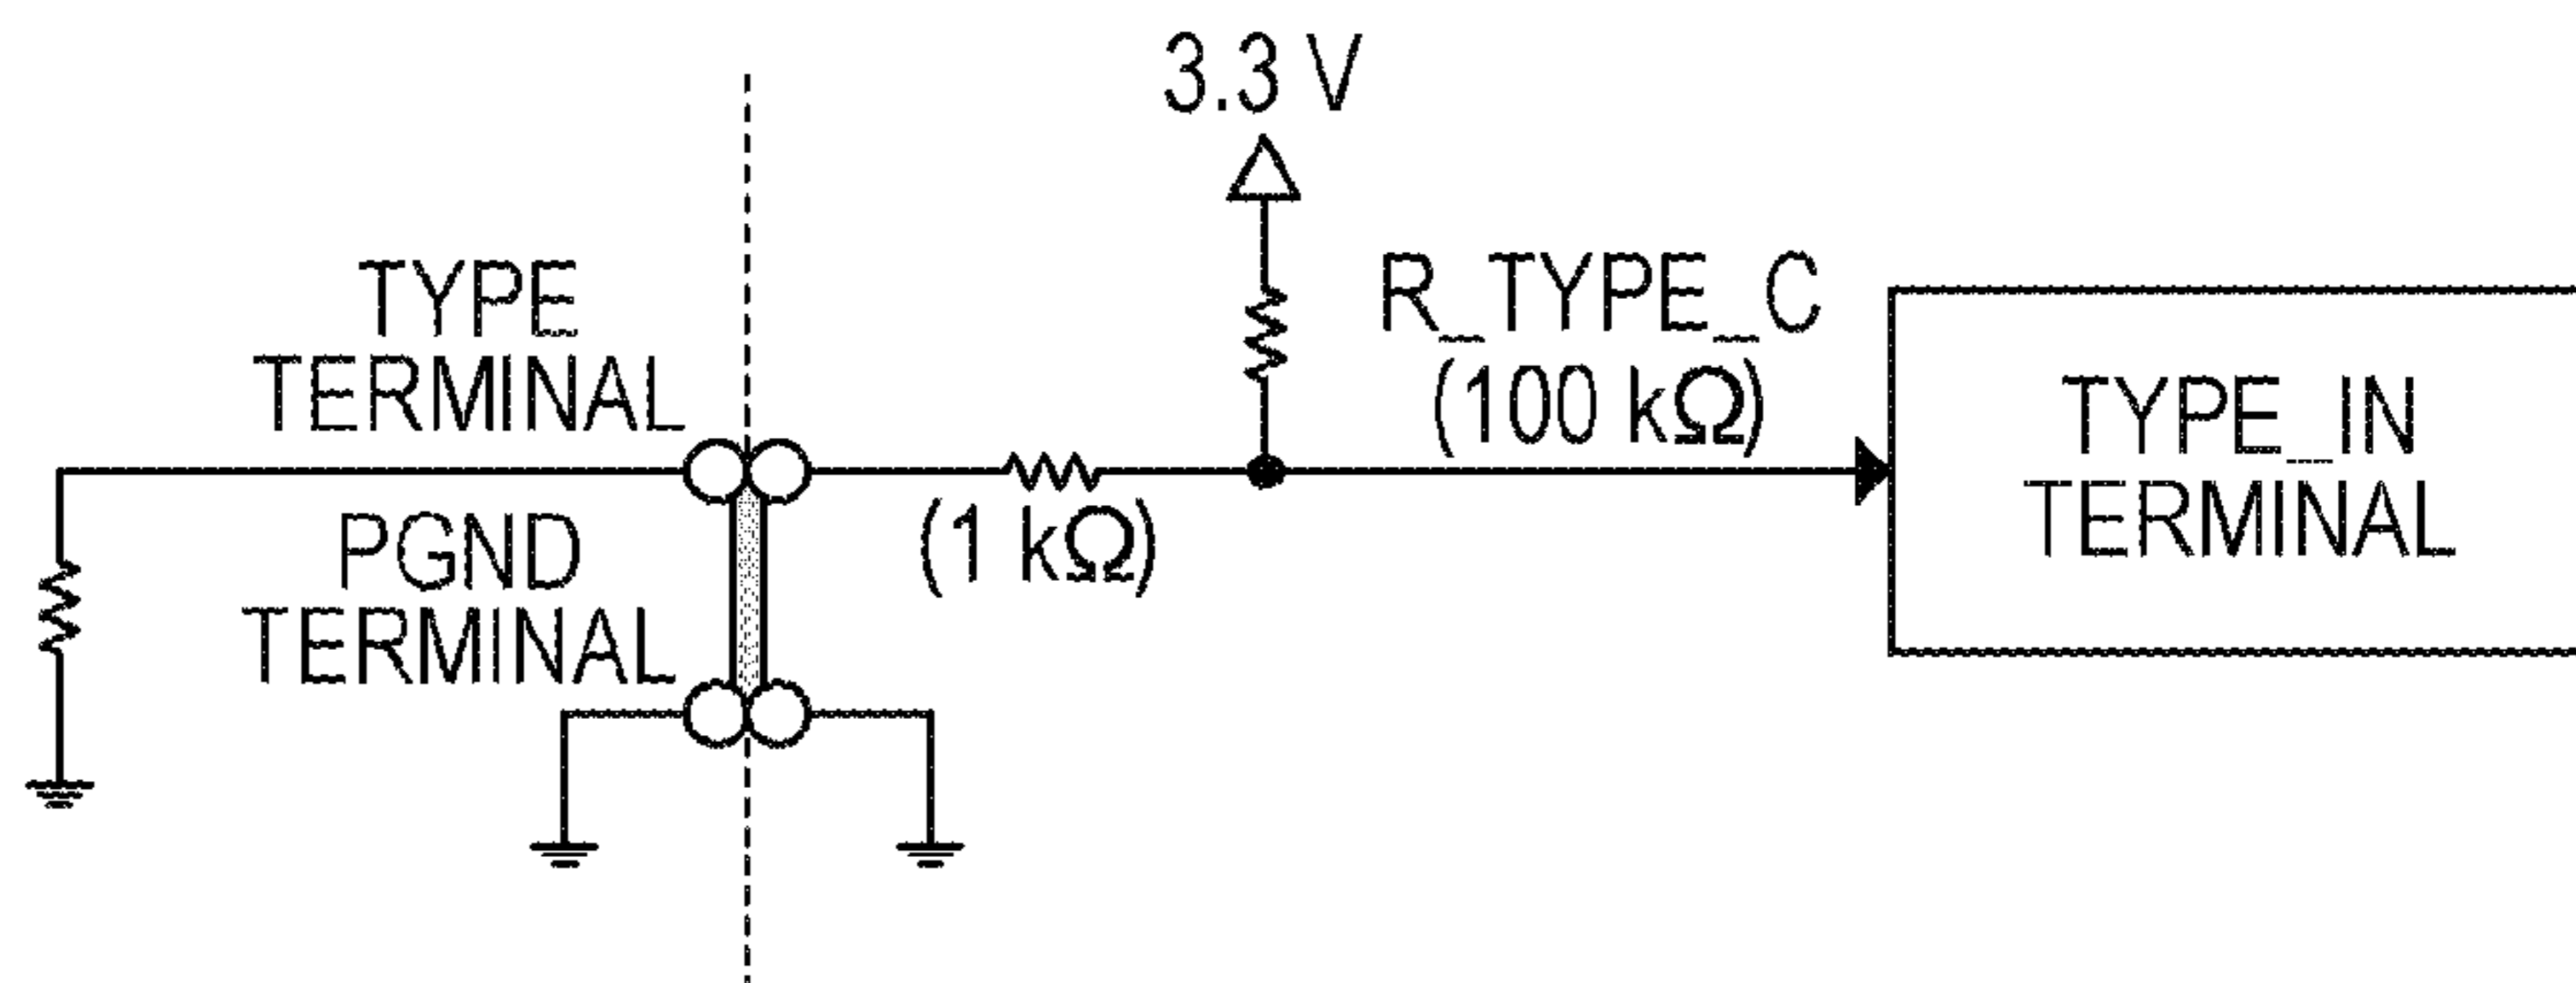 3.3 V
TYPE
TERMINAL
R_TYPE_C
(100 kΩ)
TYPE_IN
TERMINAL
PGND
TERMINAL
(1 kΩ)